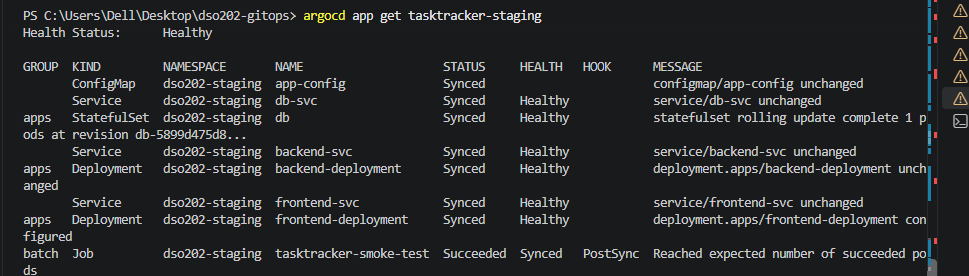 PS C:\Users\Dell\Desktop\dso202-gitops> argocd app get tasktracker-staging
Health Status:      Healthy
GROUP  KIND         NAMESPACE       NAME                    STATUS     HEALTH   HOOK      MESSAGE
       ConfigMap    dso202-staging  app-config              Synced                        configmap/app-config unchanged
       Service      dso202-staging  db-svc                  Synced     Healthy            service/db-svc unchanged
apps   StatefulSet  dso202-staging  db                      Synced     Healthy            statefulset rolling update complete 1 p
ods at revision db-5899d475d8...
       Service      dso202-staging  backend-svc             Synced     Healthy            service/backend-svc unchanged
apps   Deployment   dso202-staging  backend-deployment      Synced     Healthy            deployment.apps/backend-deployment unch
anged
       Service      dso202-staging  frontend-svc            Synced     Healthy            service/frontend-svc unchanged
apps   Deployment   dso202-staging  frontend-deployment     Synced     Healthy            deployment.apps/frontend-deployment con
figured
batch  Job          dso202-staging  tasktracker-smoke-test  Succeeded  Synced   PostSync  Reached expected number of succeeded po
ds